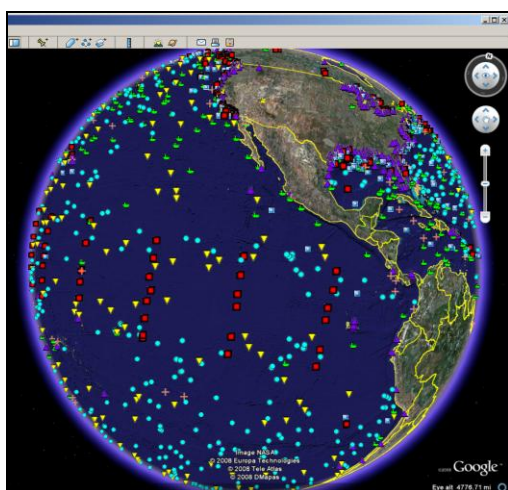 N
Image NASA
© 2008 Europa Technologies
© 2008 Tele Atlas
© 2008 DMapas
Google
Eye alt 4776.71 mi